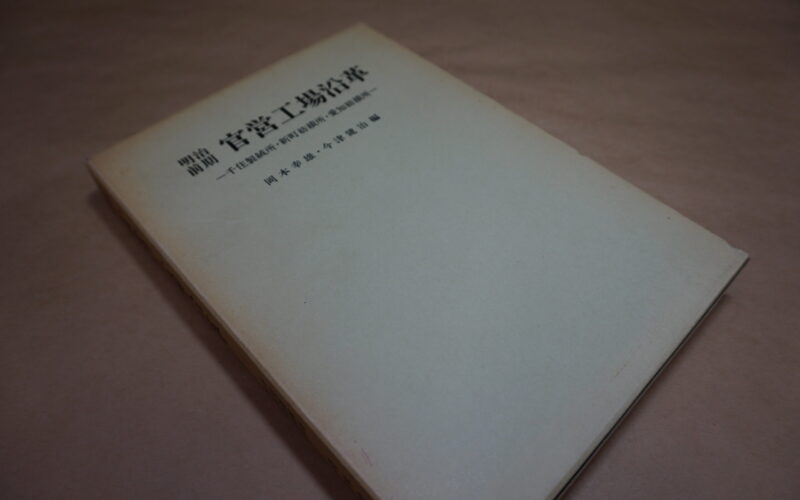 明治前期 官営工場沿革
―千住製絨所・新町紡績所・愛知紡績所―
岡本幸雄・今津健治編